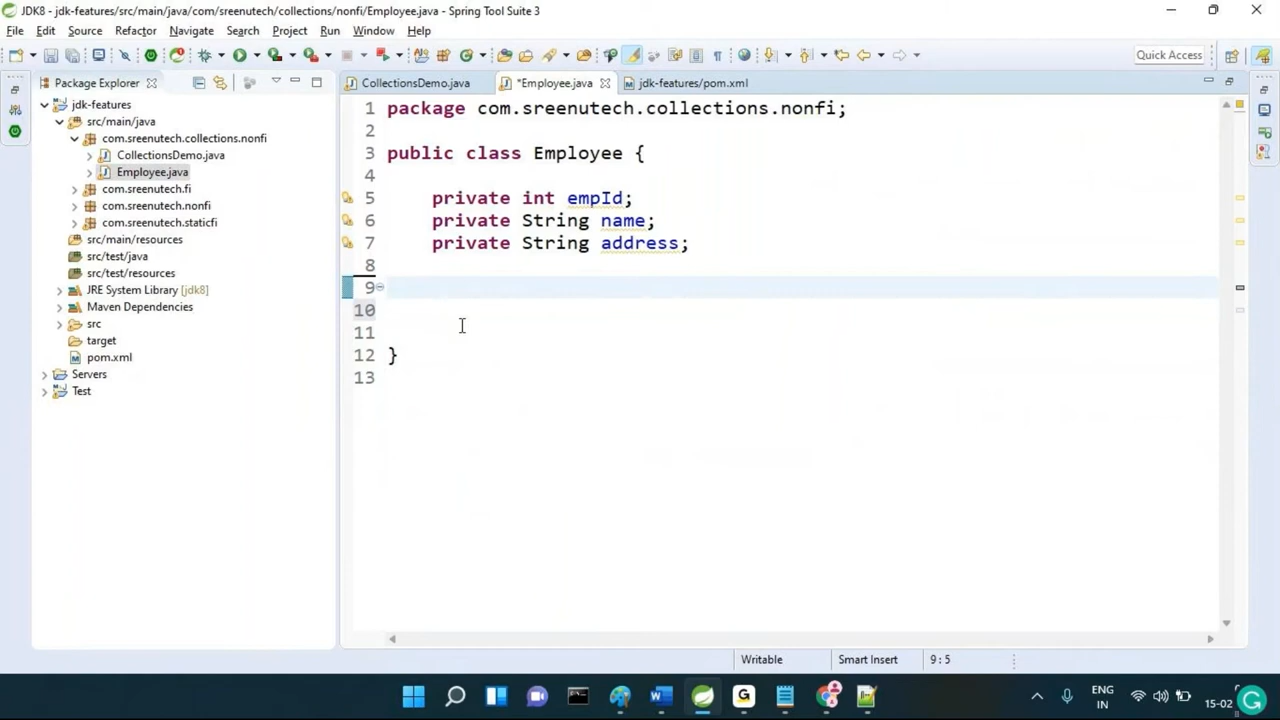 JDK8 - jdk-features/src/main/java/com/sreenutech/collections/nonfi/Employee.java - Spring Tool Suite 3
File Edit Source Refactor Navigate Search Project Run Window Help
Quick Access
Package Explorer
CollectionsDemo.java
*Employee.java
jdk-features/pom.xml
jdk-features
src/main/java
com.sreenutech.collections.nonfi
CollectionsDemo.java
Employee.java
com.sreenutech.fi
com.sreenutech.nonfi
com.sreenutech.staticfi
src/main/resources
src/test/java
src/test/resources
JRE System Library [jdk8]
Maven Dependencies
src
target
pom.xml
Servers
Test
1 package com.sreenutech.collections.nonfi;
2
3 public class Employee {
4
5 private int empId;
6 private String name;
7 private String address;
8
9
10
11
12 }
13
Writable Smart Insert 9 : 5
ENG
IN
15-02